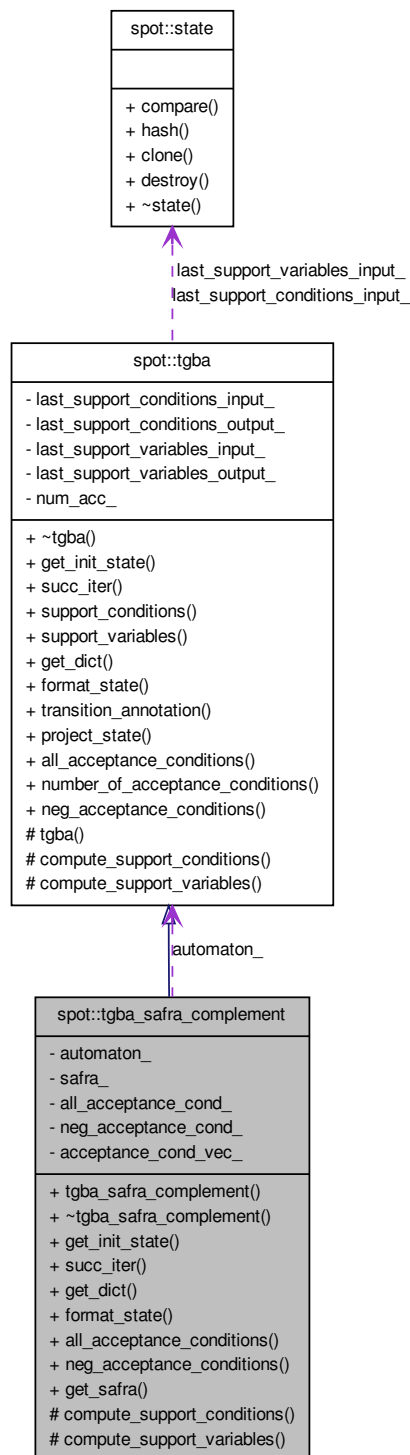 spot::state
+ compare()
+ hash()
+ clone()
+ destroy()
+ ~state()
last_support_variables_input_
last_support_conditions_input_
spot::tgba
- last_support_conditions_input_
- last_support_conditions_output_
- last_support_variables_input_
- last_support_variables_output_
- num_acc_
+ ~tgba()
+ get_init_state()
+ succ_iter()
+ support_conditions()
+ support_variables()
+ get_dict()
+ format_state()
+ transition_annotation()
+ project_state()
+ all_acceptance_conditions()
+ number_of_acceptance_conditions()
+ neg_acceptance_conditions()
# tgba()
# compute_support_conditions()
# compute_support_variables()
automaton_
spot::tgba_safra_complement
- automaton_
- safra_
- all_acceptance_cond_
- neg_acceptance_cond_
- acceptance_cond_vec_
+ tgba_safra_complement()
+ ~tgba_safra_complement()
+ get_init_state()
+ succ_iter()
+ get_dict()
+ format_state()
+ all_acceptance_conditions()
+ neg_acceptance_conditions()
+ get_safra()
# compute_support_conditions()
# compute_support_variables()